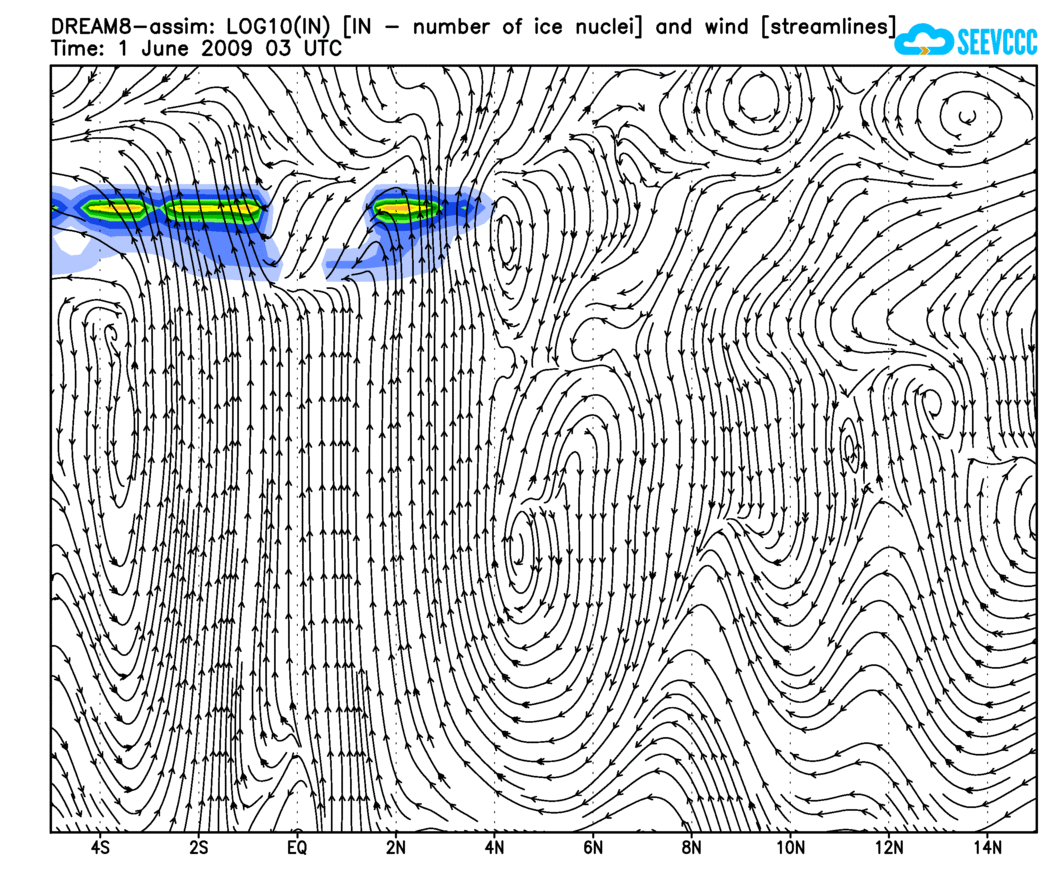 DREAM8-assim: LOG10(IN) [IN - number of ice nuclei] and wind [streamlines]
Time: 1 June 2009 03 UTC
SEEVCCC
4S 2S EQ 2N 4N 6N 8N 10N 12N 14N